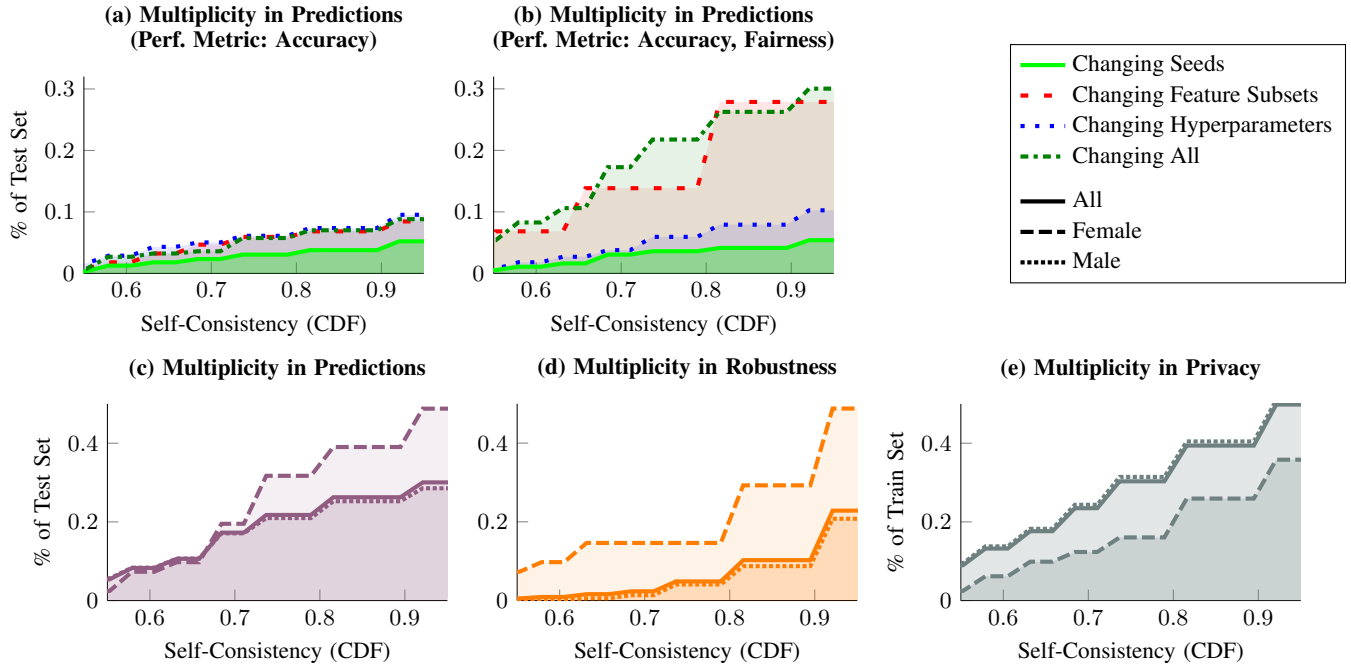 (a) Multiplicity in Predictions
(Perf. Metric: Accuracy)
% of Test Set
0.3
0.2
0.1
0
0.6 0.7 0.8 0.9
Self-Consistency (CDF)
(b) Multiplicity in Predictions
(Perf. Metric: Accuracy, Fairness)
0.3
0.2
0.1
0
0.6 0.7 0.8 0.9
Self-Consistency (CDF)
Changing Seeds
Changing Feature Subsets
Changing Hyperparameters
Changing All
All
Female
Male
(c) Multiplicity in Predictions
% of Test Set
0.4
0.2
0
0.6 0.7 0.8 0.9
Self-Consistency (CDF)
(d) Multiplicity in Robustness
% of Test Set
0.4
0.2
0
0.6 0.7 0.8 0.9
Self-Consistency (CDF)
(e) Multiplicity in Privacy
% of Train Set
0.4
0.2
0
0.6 0.7 0.8 0.9
Self-Consistency (CDF)